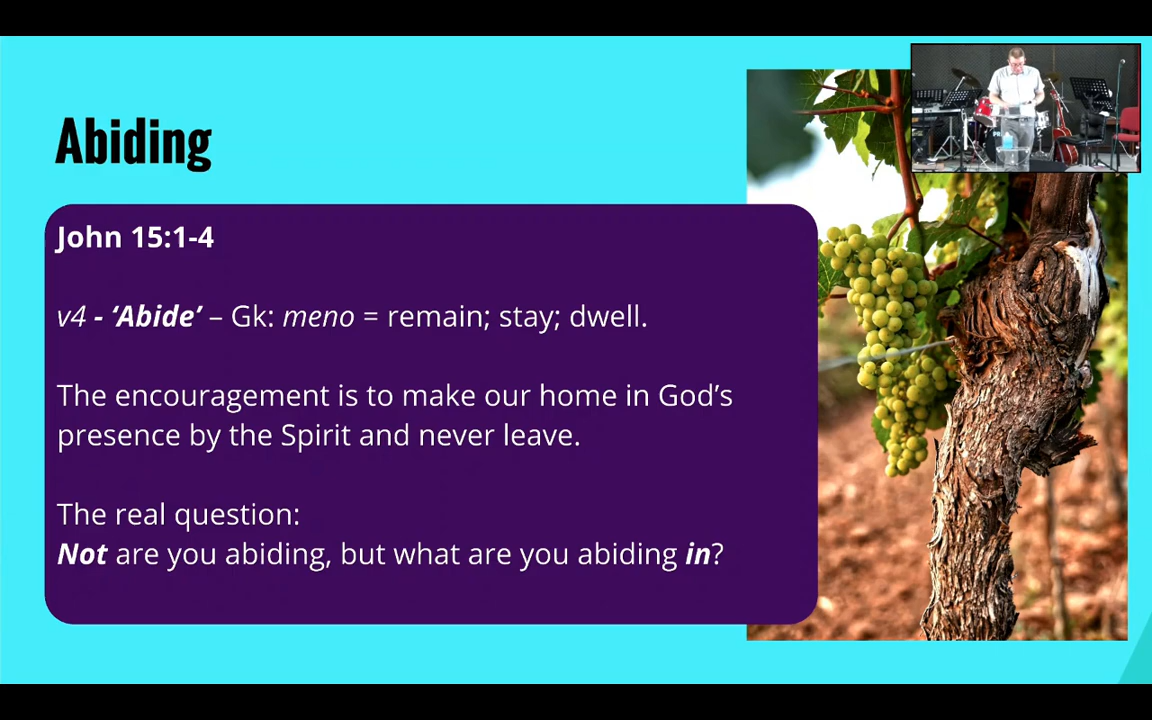 Abiding
John 15:1-4
v4 - ‘Abide’ – Gk: meno = remain; stay; dwell.
The encouragement is to make our home in God’s
presence by the Spirit and never leave.
The real question:
Not are you abiding, but what are you abiding in?